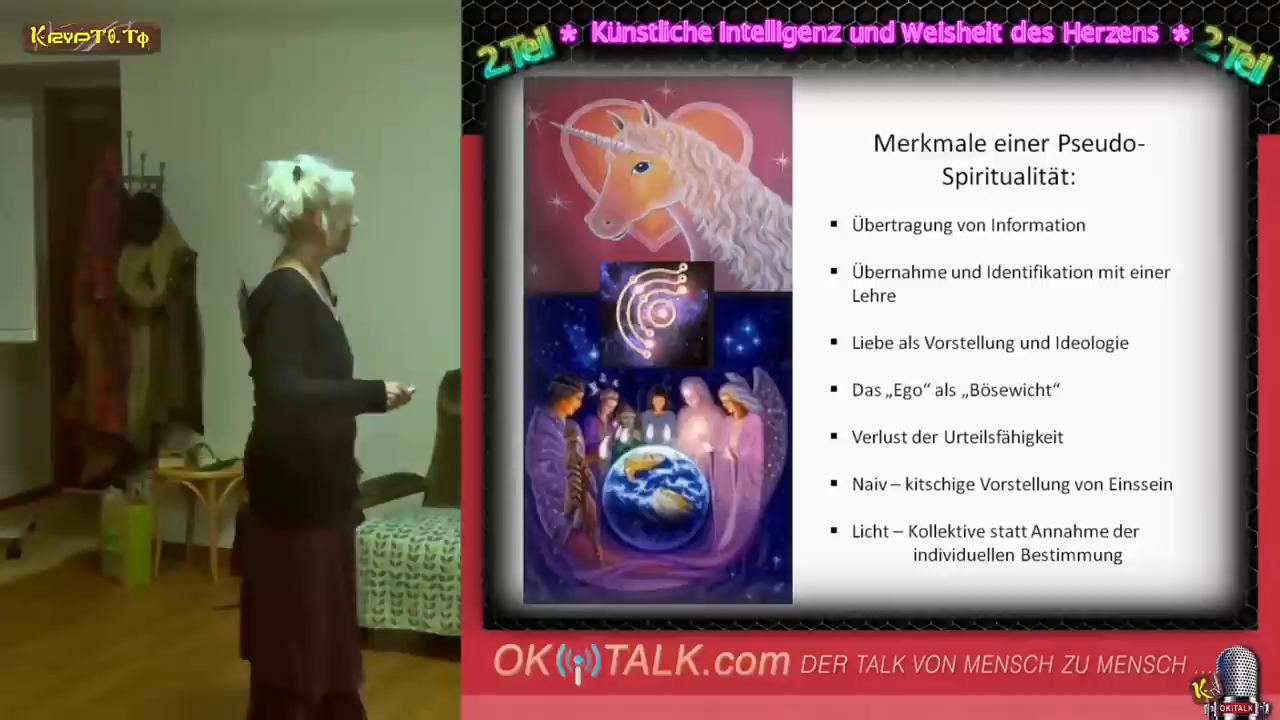 KrypT0.Tφ
2.Teil * Künstliche Intelligenz und Weisheit des Herzens * 2.Teil
Merkmale einer Pseudo-
Spiritualität:
▪ Übertragung von Information
▪ Übernahme und Identifikation mit einer
Lehre
▪ Liebe als Vorstellung und Ideologie
▪ Das „Ego“ als „Bösewicht“
▪ Verlust der Urteilsfähigkeit
▪ Naiv – kitschige Vorstellung von Einssein
▪ Licht – Kollektive statt Annahme der
individuellen Bestimmung
OKiTALK.com DER TALK VON MENSCH ZU MENSCH ...
OKITALK